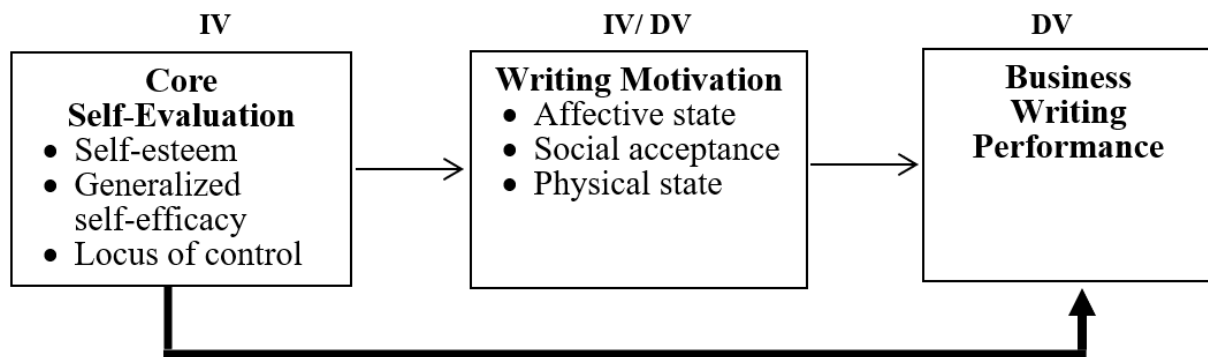 IV
IV/ DV
DV
Core
Self-Evaluation
• Self-esteem
• Generalized
self-efficacy
• Locus of control
Writing Motivation
• Affective state
• Social acceptance
• Physical state
Business
Writing
Performance